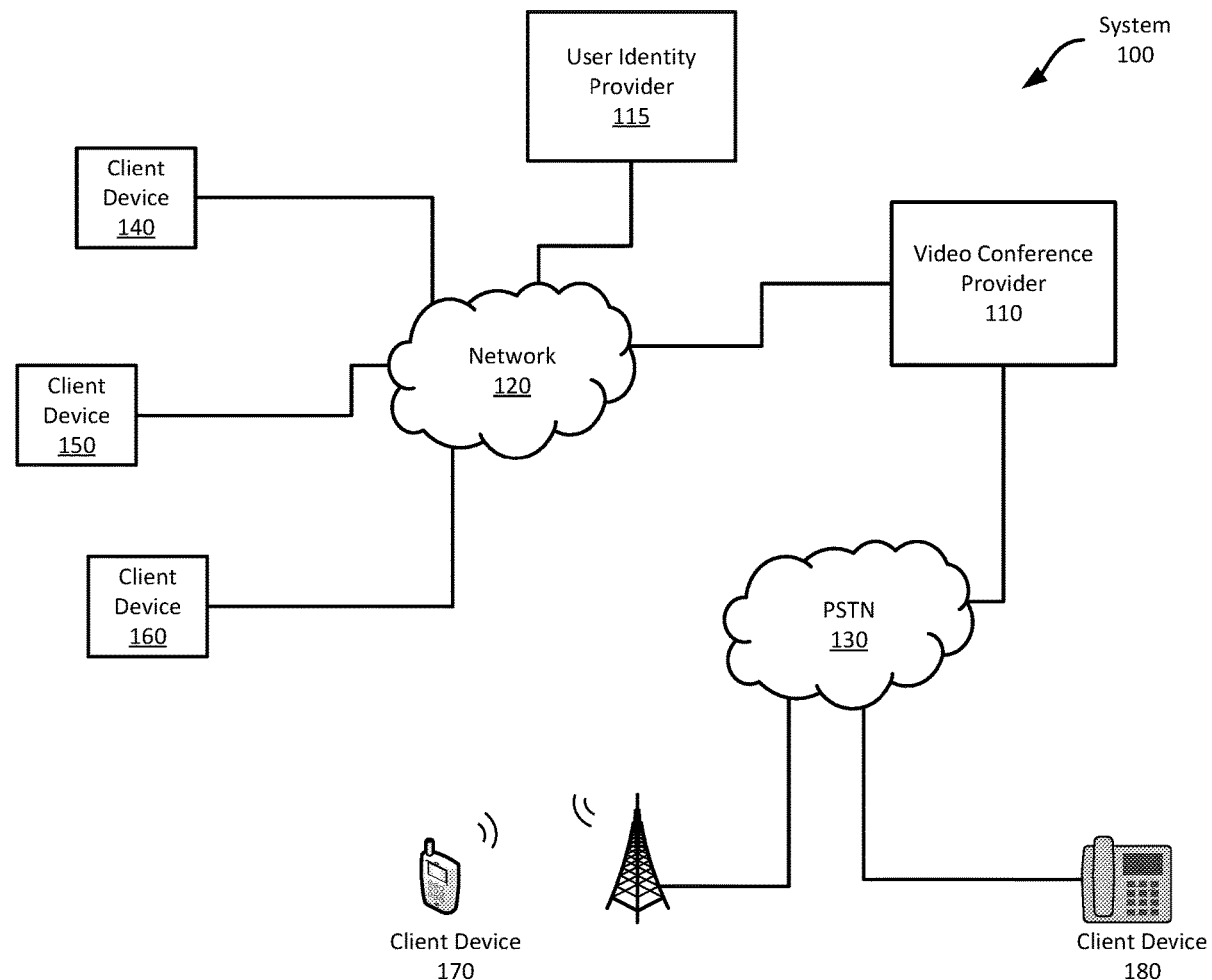 System
100
User Identity
Provider
115
Client
Device
140
Video Conference
Provider
110
Network
120
Client
Device
150
Client
Device
160
PSTN
130
Client Device
170
Client Device
180